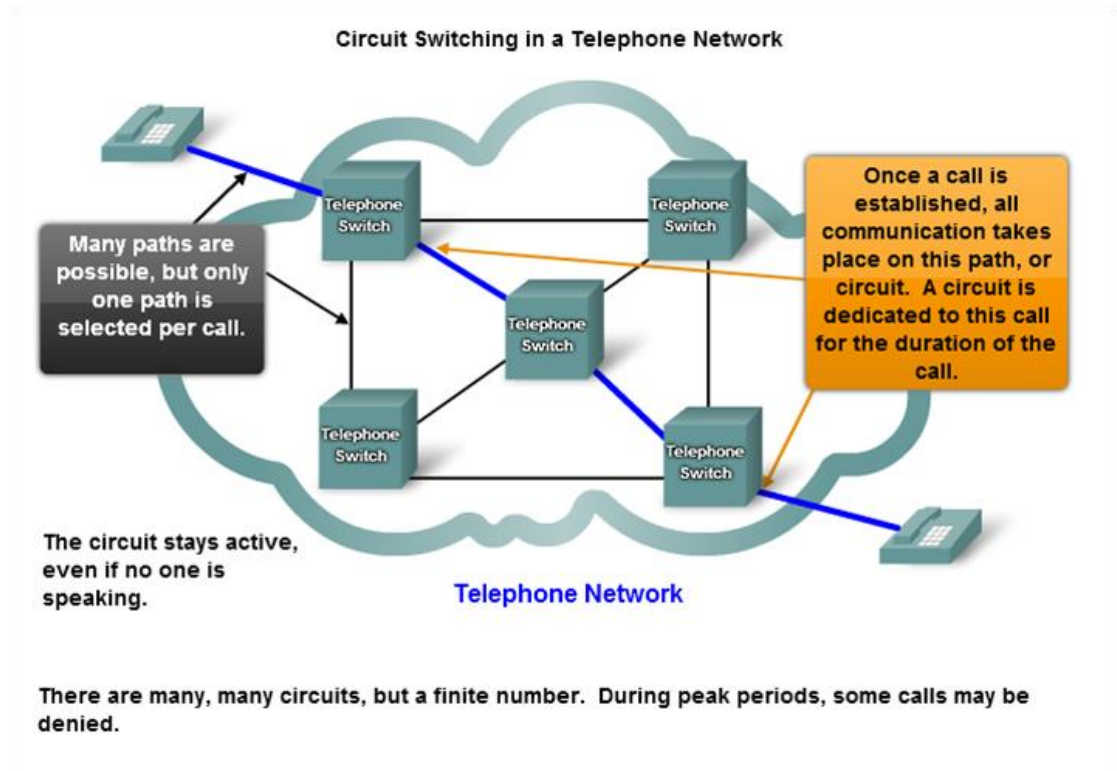 Circuit Switching in a Telephone Network
Telephone
Switch
Telephone
Switch
Once a call is
established, all
communication takes
place on this path, or
circuit.  A circuit is
dedicated to this call
for the duration of the
call.
Many paths are
possible, but only
one path is
selected per call.
Telephone
Switch
Telephone
Switch
Telephone
Switch
The circuit stays active,
even if no one is
speaking.
Telephone Network
There are many, many circuits, but a finite number.  During peak periods, some calls may be
denied.